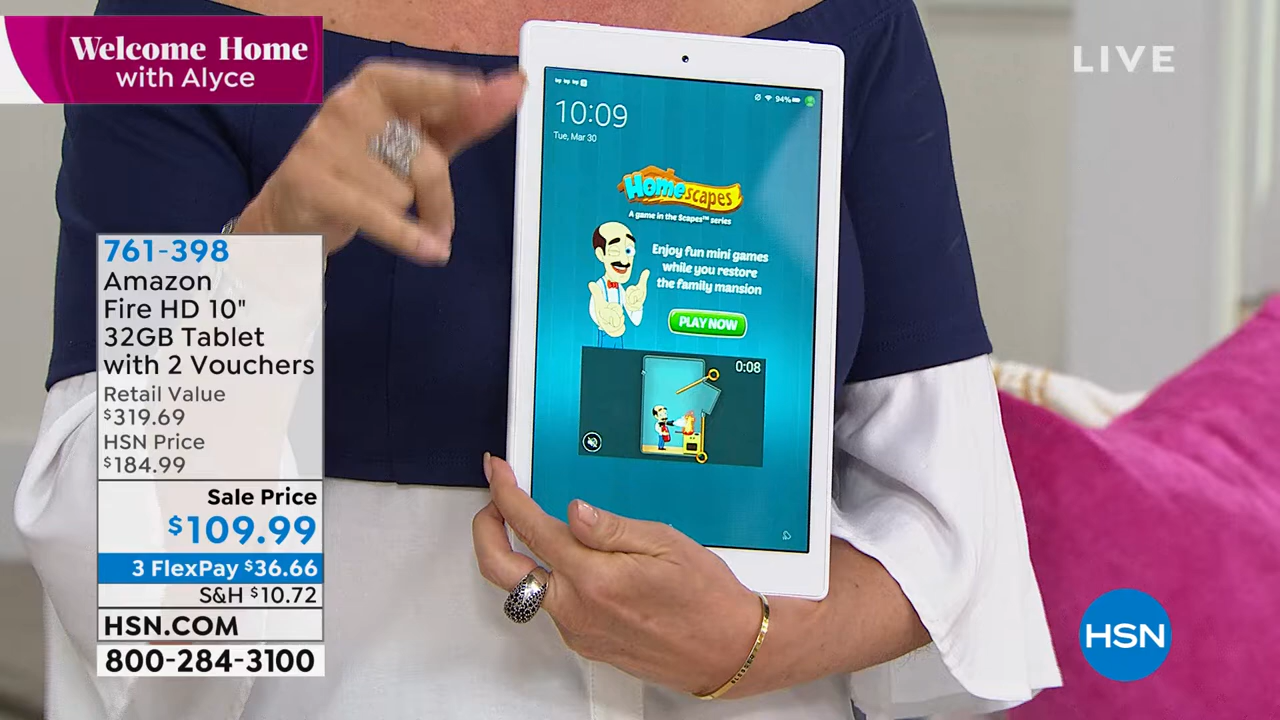 Welcome Home
with Alyce
LIVE
94%
10:09
Tue, Mar 30
Homescapes
A game in the Scapes™ series
Enjoy fun mini games
while you restore
the family mansion
PLAY NOW
0:08
761-398
Amazon
Fire HD 10"
32GB Tablet
with 2 Vouchers
Retail Value
$319.69
HSN Price
$184.99
Sale Price
$109.99
3 FlexPay $36.66
S&H $10.72
HSN.COM
800-284-3100
HSN